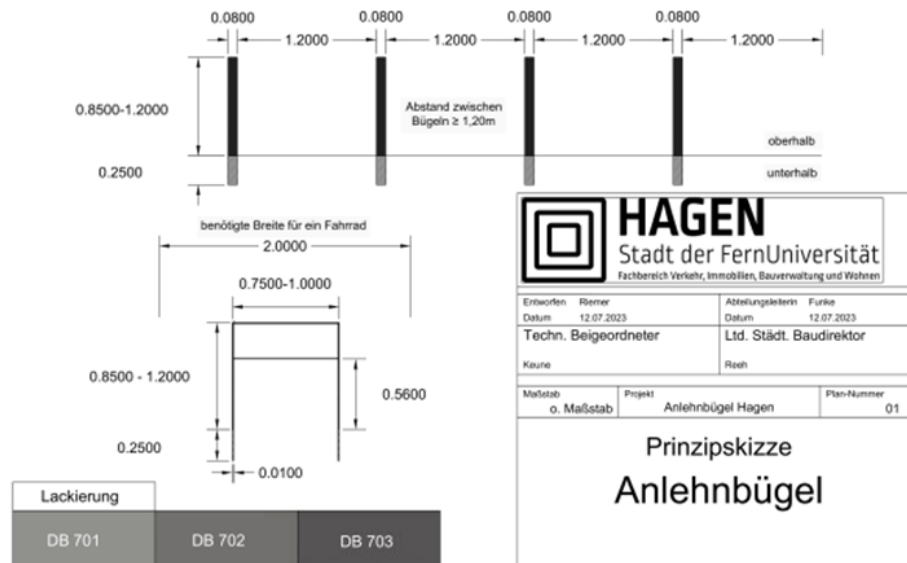 0.0800 0.0800 0.0800 0.0800
1.2000 1.2000 1.2000 1.2000
0.8500-1.2000
Abstand zwischen
Bügeln ≥ 1,20m
oberhalb
0.2500
unterhalb
benötigte Breite für ein Fahrrad
2.0000
0.7500-1.0000
0.8500 - 1.2000
0.5600
0.2500
0.0100
Lackierung
DB 701 DB 702 DB 703
HAGEN
Stadt der FernUniversität
Fachbereich Verkehr, Immobilien, Bauverwaltung und Wohnen
Entworfen Riemer Abteilungsleiterin Funke
Datum 12.07.2023 Datum 12.07.2023
Techn. Beigeordneter Ltd. Städt. Baudirektor
Keune Reeh
Maßstab Projekt Plan-Nummer
o. Maßstab Anlehnbügel Hagen 01
Prinzipskizze
Anlehnbügel